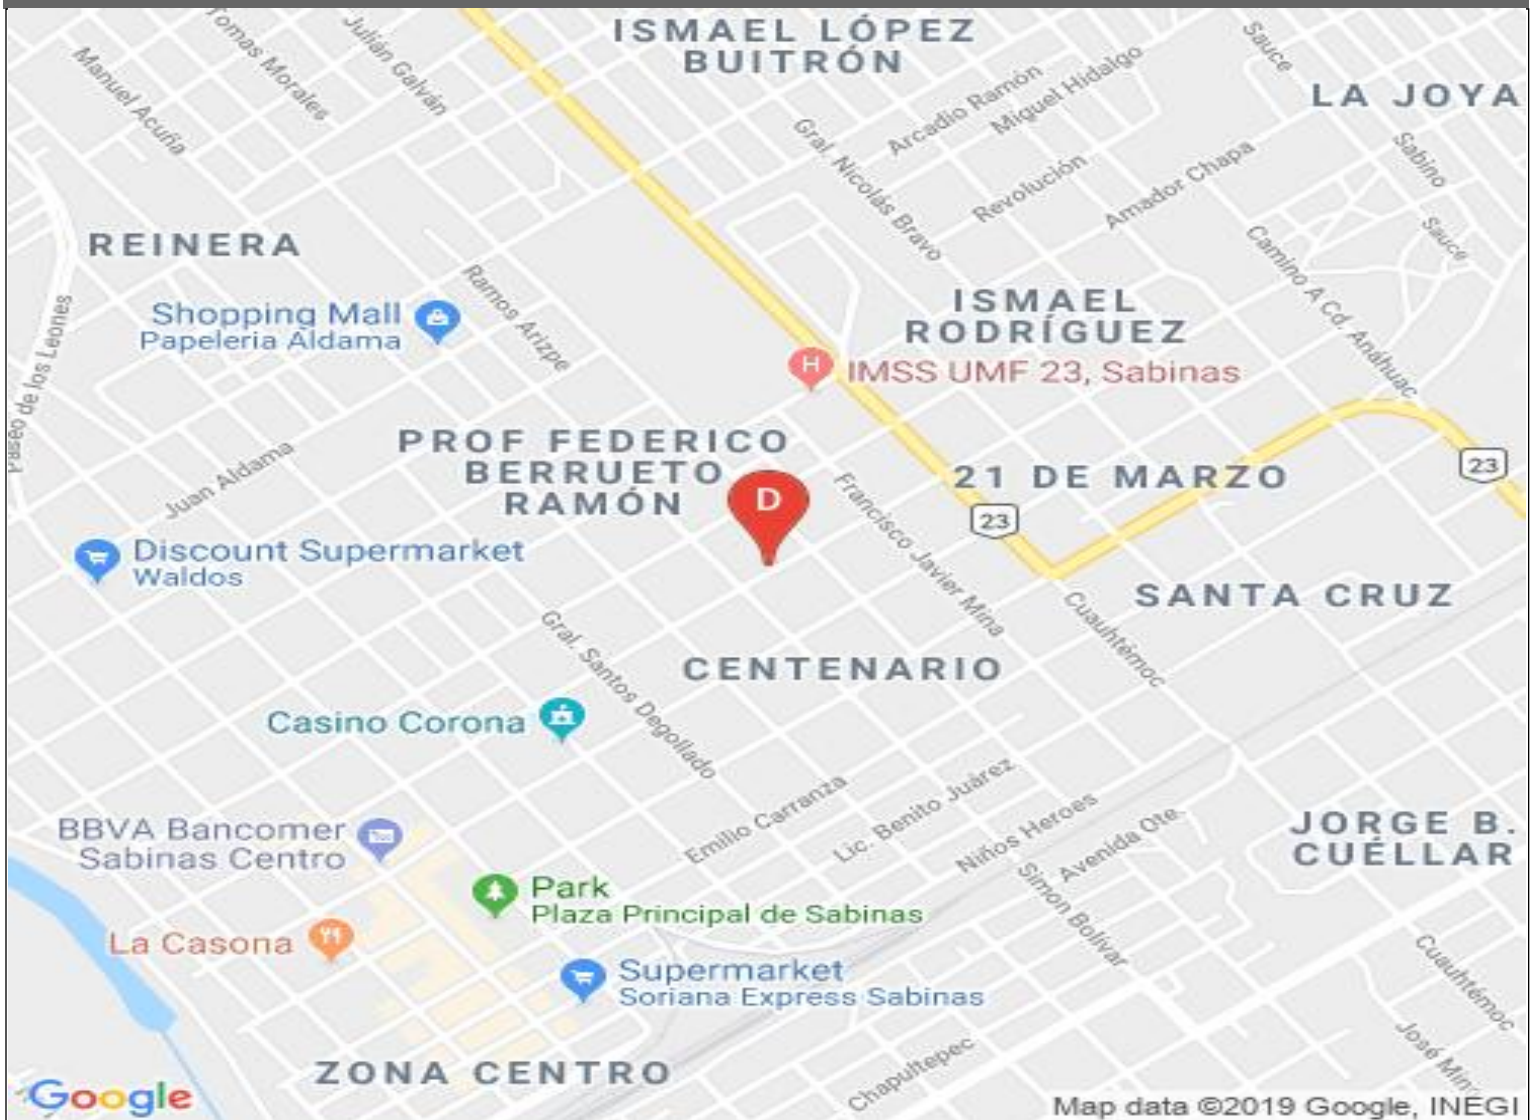 ISMAEL LÓPEZ
BUITRÓN
Tomas Morales
Julián Galván
Manuel Acuña
Sauce
LA JOYA
Arcadio Ramón
Miguel Hidalgo
Gral. Nicolás Bravo
Revolución
Amador Chapa
Sabino
Sauce
Camino A Cd. Anáhuac
REINERA
Ramos Arizpe
Shopping Mall
Papeleria Aldama
ISMAEL
RODRÍGUEZ
H
IMSS UMF 23, Sabinas
Paseo de los Leones
Juan Aldama
PROF FEDERICO
BERRUETO
RAMÓN
D
21 DE MARZO
23
23
Francisco Javier Mina
Discount Supermarket
Waldos
SANTA CRUZ
Cuauhtémoc
Gral. Santos Degollado
CENTENARIO
Casino Corona
Emilio Carranza
Lic. Benito Juárez
Niños Heroes
Avenida Ote.
Simon Bolivar
JORGE B.
CUÉLLAR
BBVA Bancomer
Sabinas Centro
Park
Plaza Principal de Sabinas
La Casona
Supermarket
Soriana Express Sabinas
Cuauhtémoc
José
ZONA CENTRO
Chapultepec
Google
Map data ©2019 Google, INEGI